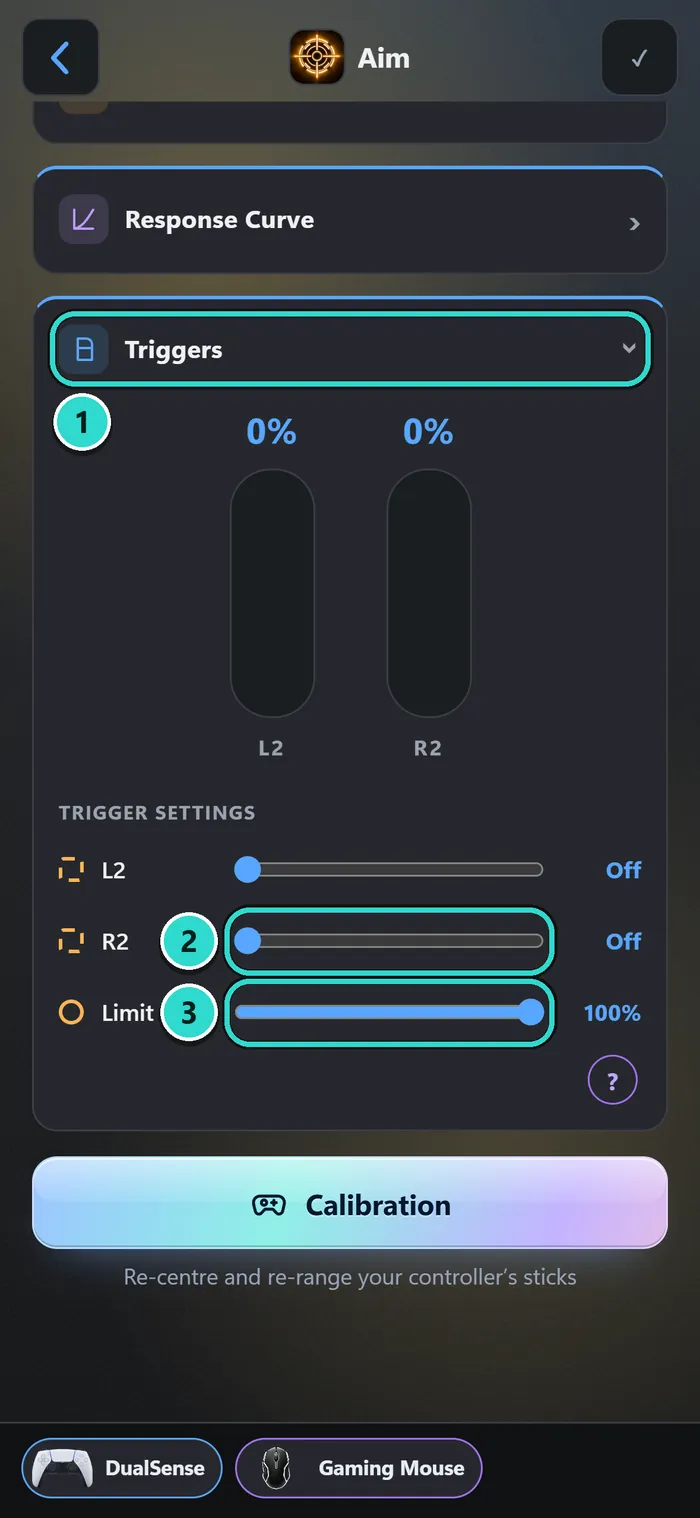 Aim
Response Curve
Triggers
1
0% 0%
L2 R2
TRIGGER SETTINGS
L2 Off
R2 2 Off
Limit 3 100%
?
Calibration
Re-centre and re-range your controller's sticks
DualSense Gaming Mouse